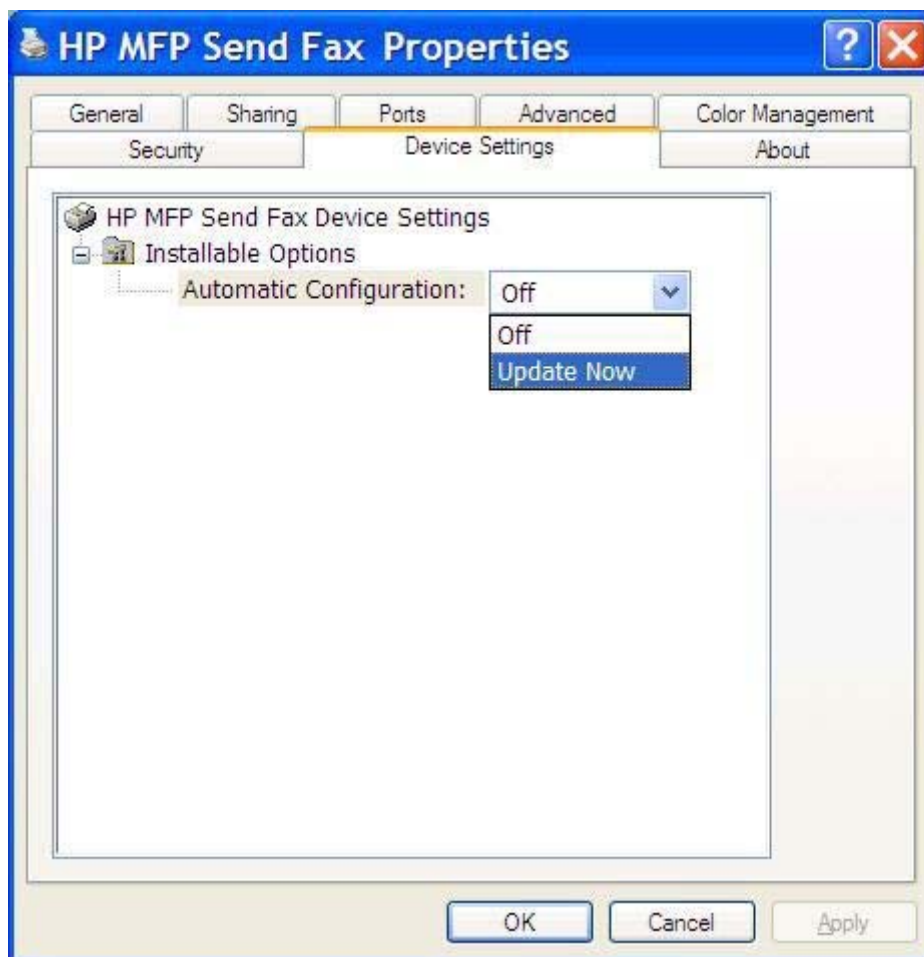 HP MFP Send Fax Properties
General Sharing Ports Advanced Color Management
Security Device Settings About
HP MFP Send Fax Device Settings
Installable Options
Automatic Configuration: Off
Off
Update Now
OK Cancel Apply